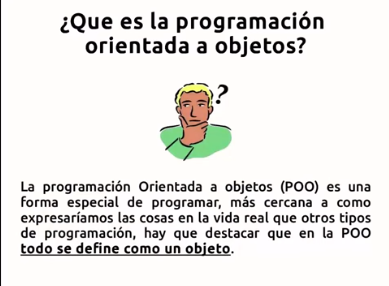 ¿Que es la programación
orientada a objetos?
?
La programación Orientada a objetos (POO) es una
forma especial de programar, más cercana a como
expresaríamos las cosas en la vida real que otros tipos
de programación, hay que destacar que en la POO
todo se define como un objeto.